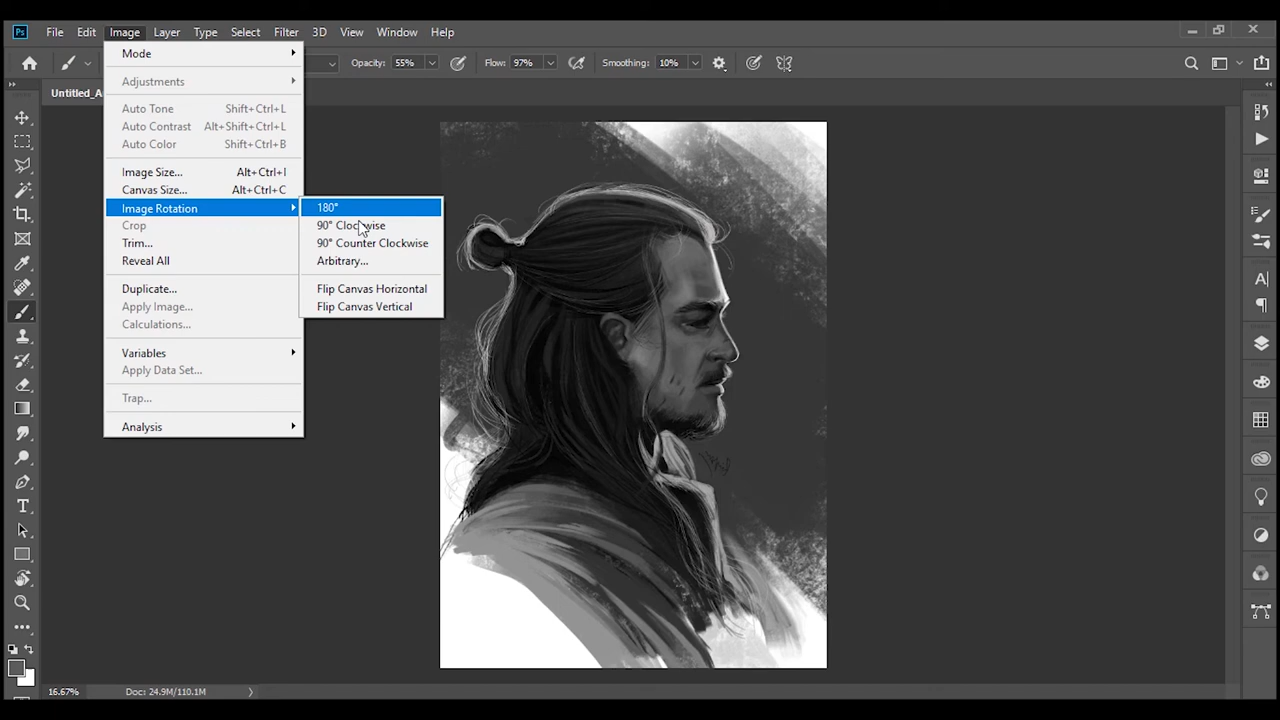 Ps File Edit Image Layer Type Select Filter 3D View Window Help
Opacity: 55% Flow: 97% Smoothing: 10%
Mode
Adjustments
Auto Tone Shift+Ctrl+L
Auto Contrast Alt+Shift+Ctrl+L
Auto Color Shift+Ctrl+B
Image Size... Alt+Ctrl+I
Canvas Size... Alt+Ctrl+C
Image Rotation
Crop
Trim...
Reveal All
Duplicate...
Apply Image...
Calculations...
Variables
Apply Data Set...
Trap...
Analysis
180°
90° Clockwise
90° Counter Clockwise
Arbitrary...
Flip Canvas Horizontal
Flip Canvas Vertical
16.67% Doc: 24.9M/110.1M